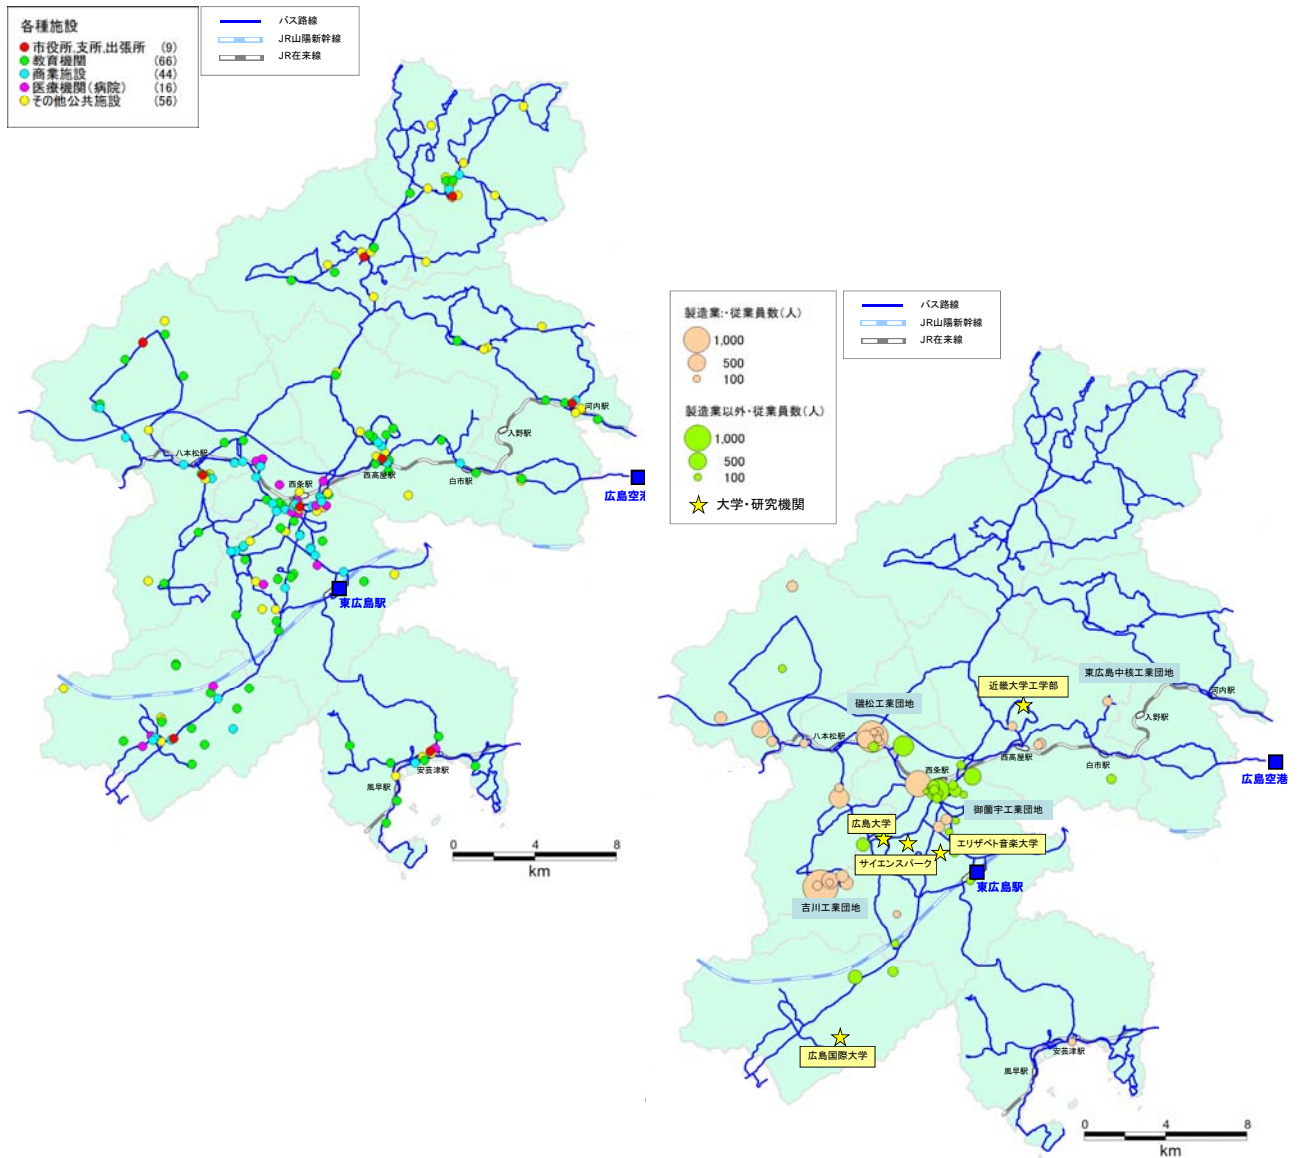 各種施設
市役所,支所,出張所 (9)
教育機関 (66)
商業施設 (44)
医療機関(病院) (16)
その他公共施設 (56)
バス路線
JR山陽新幹線
JR在来線
河内駅
入野駅
八本松駅
西高屋駅
白市駅
西条駅
広島空港
東広島駅
安芸津駅
風早駅
0 4 8
km
製造業:・従業員数(人)
1,000
500
100
製造業以外・従業員数(人)
1,000
500
100
大学・研究機関
バス路線
JR山陽新幹線
JR在来線
東広島中核工業団地
近畿大学工学部
河内駅
磯松工業団地
入野駅
八本松駅
西高屋駅
白市駅
広島空港
西条駅
御薗宇工業団地
広島大学
エリザベト音楽大学
サイエンスパーク
東広島駅
吉川工業団地
広島国際大学
安芸津駅
風早駅
0 4 8
km